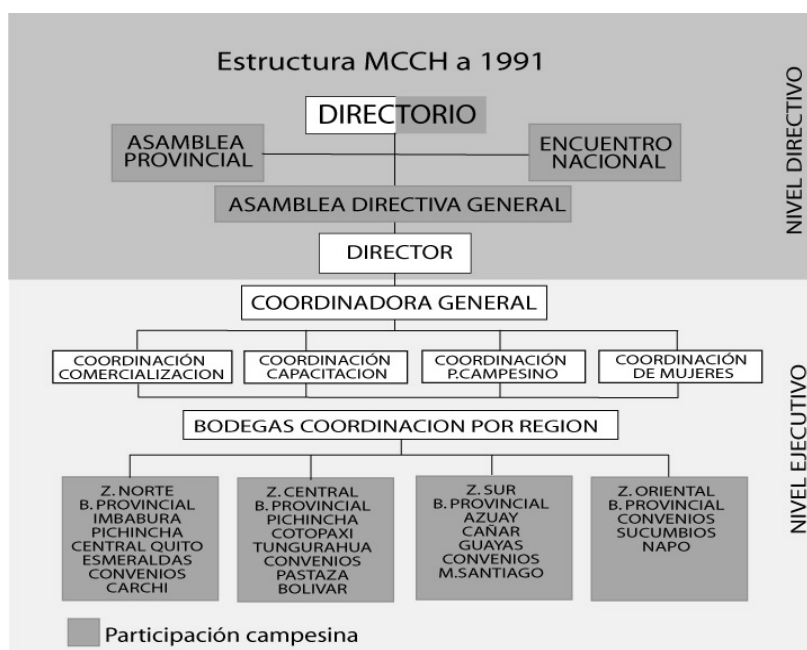 Estructura MCCH a 1991
DIRECTORIO
ASAMBLEA
PROVINCIAL
ENCUENTRO
NACIONAL
ASAMBLEA DIRECTIVA GENERAL
DIRECTOR
NIVEL DIRECTIVO
COORDINADORA GENERAL
COORDINACIÓN
COMERCIALIZACION
COORDINACIÓN
CAPACITACION
COORDINACIÓN
P.CAMPESINO
COORDINACIÓN
DE MUJERES
BODEGAS COORDINACION POR REGION
Z. NORTE
B. PROVINCIAL
IMBABURA
PICHINCHA
CENTRAL QUITO
ESMERALDAS
CONVENIOS
CARCHI
Z. CENTRAL
B. PROVINCIAL
PICHINCHA
COTOPAXI
TUNGURAHUA
CONVENIOS
PASTAZA
BOLIVAR
Z. SUR
B. PROVINCIAL
AZUAY
CAÑAR
GUAYAS
CONVENIOS
M.SANTIAGO
Z. ORIENTAL
B. PROVINCIAL
CONVENIOS
SUCUMBIOS
NAPO
NIVEL EJECUTIVO
Participación campesina